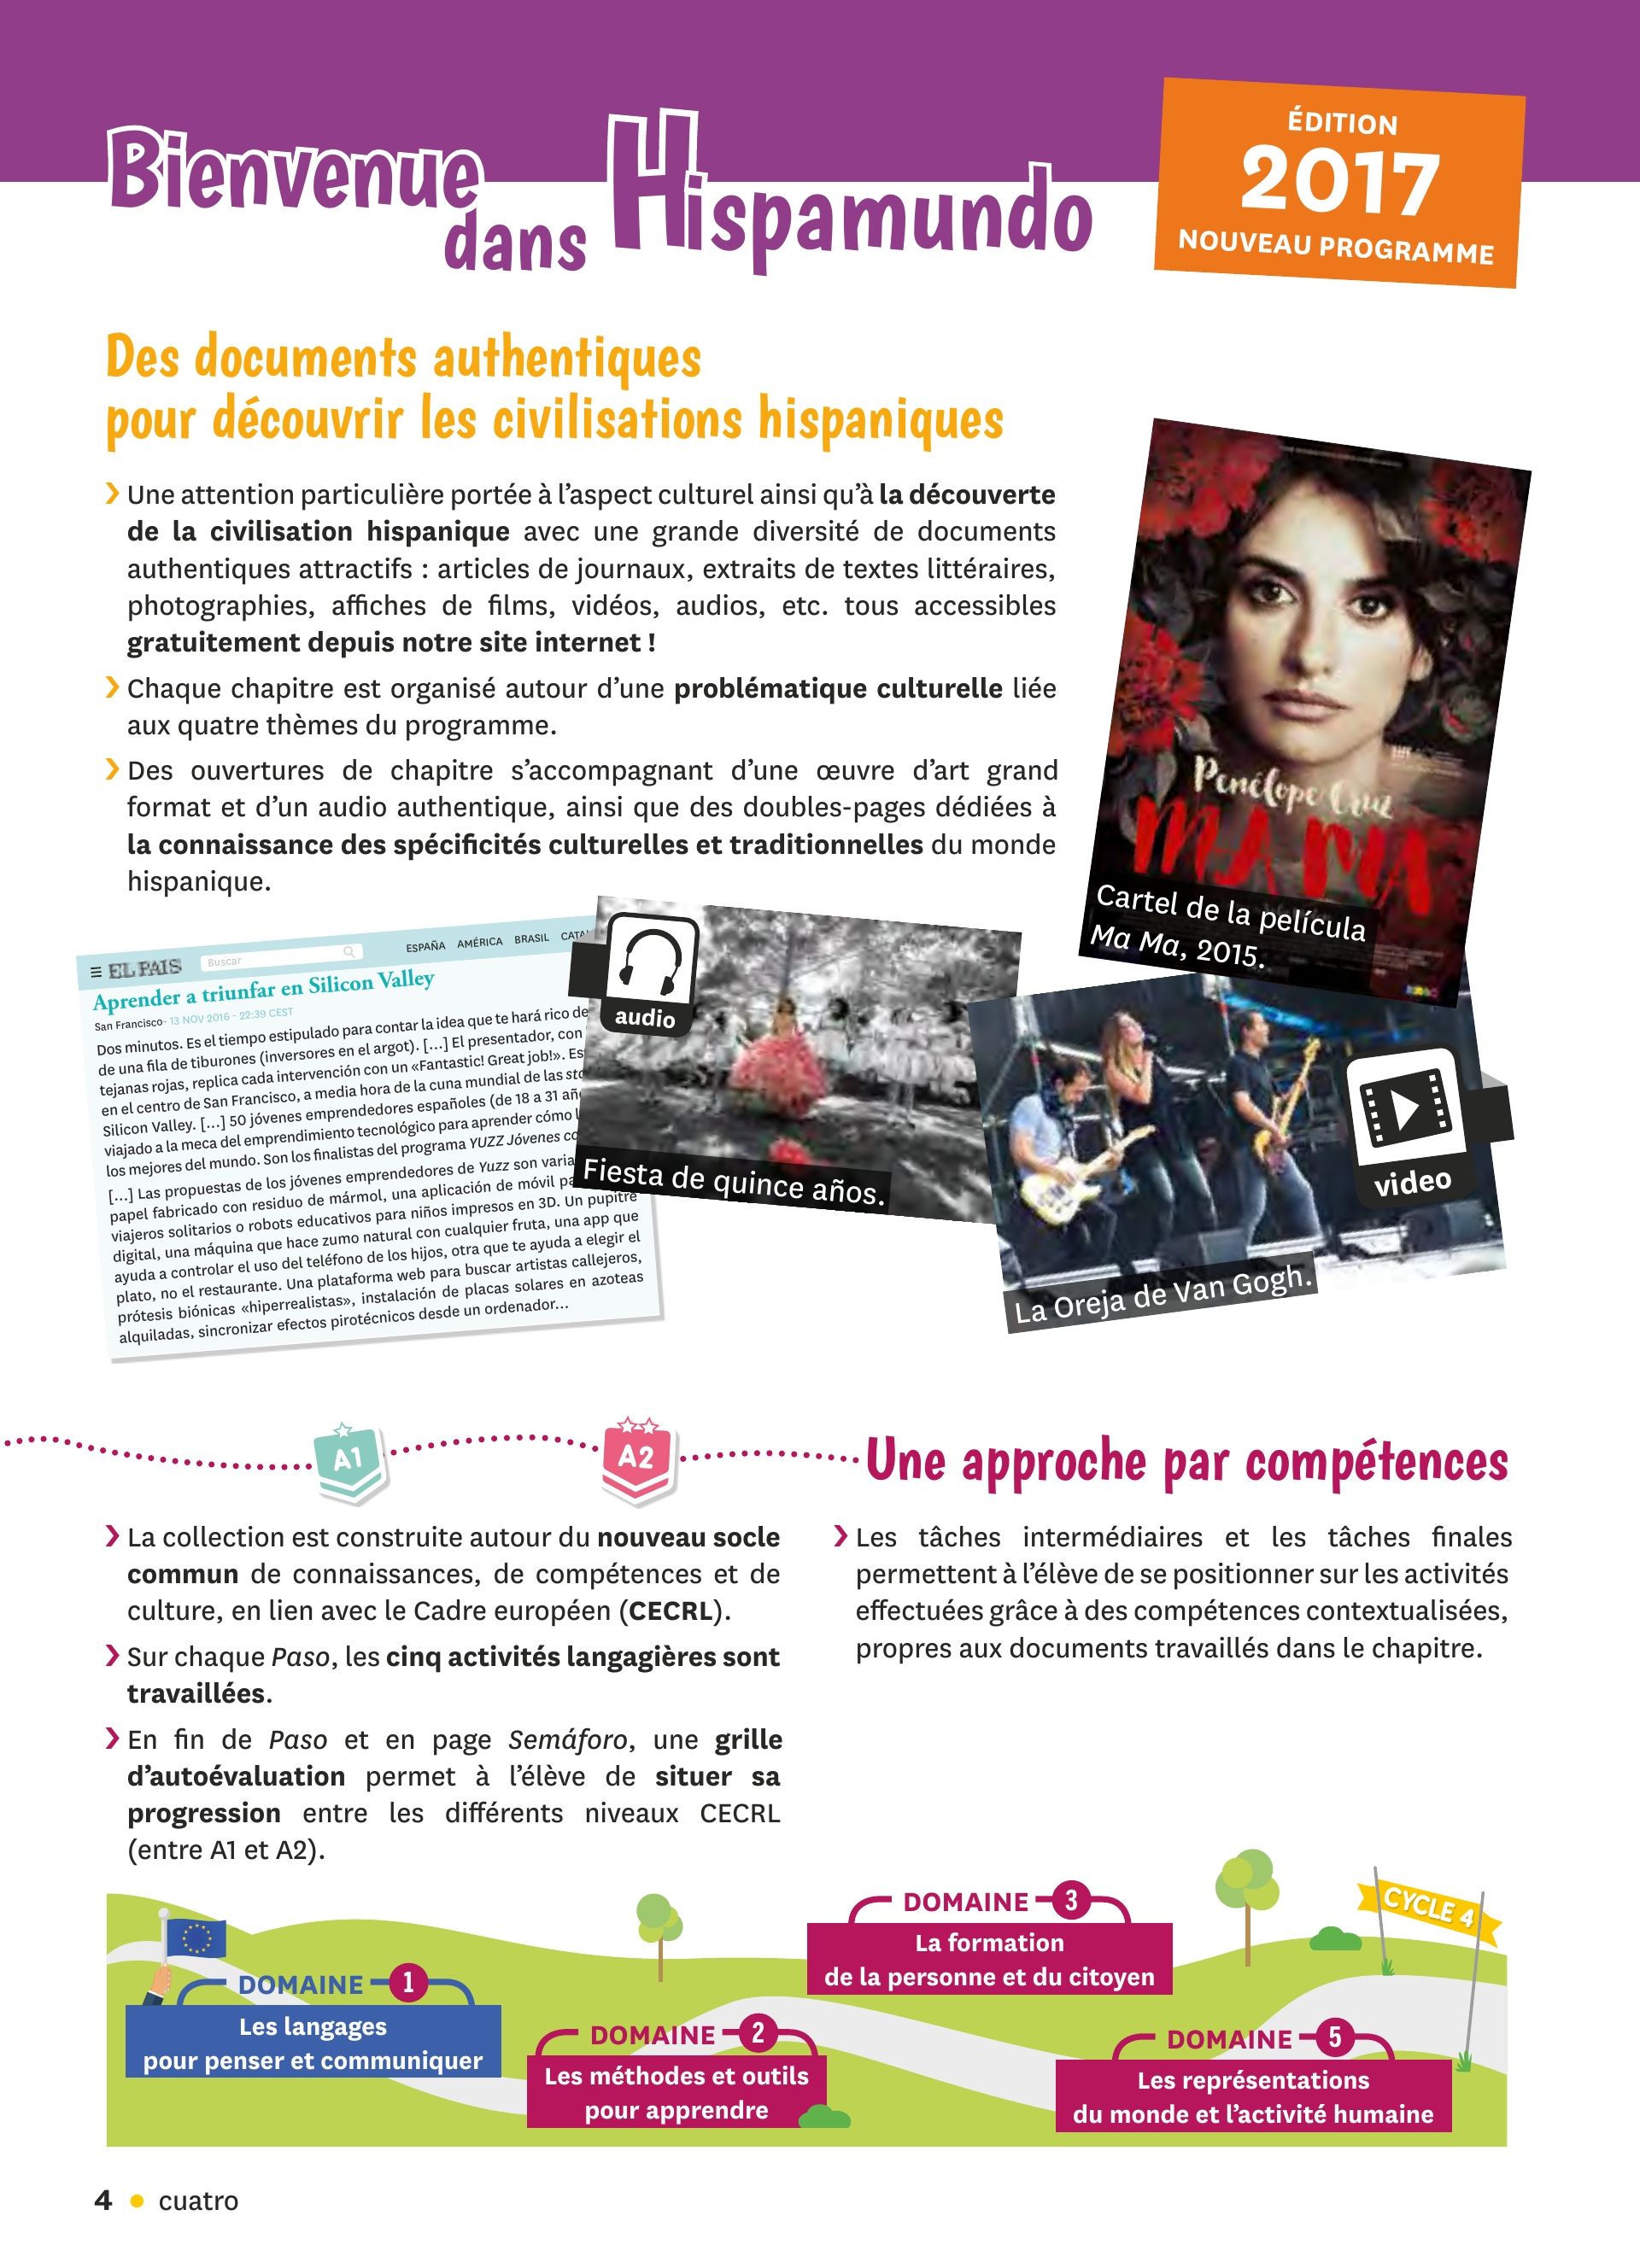 Bienvenue
dans Hispamundo
ÉDITION
2017
NOUVEAU PROGRAMME
Des documents authentiques
pour découvrir les civilisations hispaniques
Une attention particulière portée à l’aspect culturel ainsi qu’à la découverte
de la civilisation hispanique avec une grande diversité de documents
authentiques attractifs : articles de journaux, extraits de textes littéraires,
photographies, affiches de films, vidéos, audios, etc. tous accessibles
gratuitement depuis notre site internet !
Chaque chapitre est organisé autour d’une problématique culturelle liée
aux quatre thèmes du programme.
Des ouvertures de chapitre s’accompagnant d’une œuvre d’art grand
format et d’un audio authentique, ainsi que des doubles-pages dédiées à
la connaissance des spécificités culturelles et traditionnelles du monde
hispanique.
Penélope Cruz
MA MA
Cartel de la película
Ma Ma, 2015.
EL PAIS
Buscar
ESPAÑA AMÉRICA BRASIL CATAL
Aprender a triunfar en Silicon Valley
San Francisco - 13 NOV 2016 - 22:39 CEST
Dos minutos. Es el tiempo estipulado para contar la idea que te hará rico de
de una fila de tiburones (inversores en el argot). [...] El presentador, con
tejanas rojas, replica cada intervención con un «Fantastic! Great job!». Es
en el centro de San Francisco, a media hora de la cuna mundial de las sta
Silicon Valley. [...] 50 jóvenes emprendedores españoles (de 18 a 31 añ
viajado a la meca del emprendimiento tecnológico para aprender cómo l
los mejores del mundo. Son los finalistas del programa YUZZ Jóvenes co
[...] Las propuestas de los jóvenes emprendedores de Yuzz son varia
papel fabricado con residuo de mármol, una aplicación de móvil pa
viajeros solitarios o robots educativos para niños impresos en 3D. Un pupitre
digital, una máquina que hace zumo natural con cualquier fruta, una app que
ayuda a controlar el uso del teléfono de los hijos, otra que te ayuda a elegir el
plato, no el restaurante. Una plataforma web para buscar artistas callejeros,
prótesis biónicas «hiperrealistas», instalación de placas solares en azoteas
alquiladas, sincronizar efectos pirotécnicos desde un ordenador...
audio
Fiesta de quince años.
video
La Oreja de Van Gogh.
A1
A2
Une approche par compétences
La collection est construite autour du nouveau socle
commun de connaissances, de compétences et de
culture, en lien avec le Cadre européen (CECRL).
Sur chaque Paso, les cinq activités langagières sont
travaillées.
En fin de Paso et en page Semáforo, une grille
d’autoévaluation permet à l’élève de situer sa
progression entre les différents niveaux CECRL
(entre A1 et A2).
Les tâches intermédiaires et les tâches finales
permettent à l’élève de se positionner sur les activités
effectuées grâce à des compétences contextualisées,
propres aux documents travaillés dans le chapitre.
DOMAINE 1
Les langages
pour penser et communiquer
DOMAINE 2
Les méthodes et outils
pour apprendre
DOMAINE 3
La formation
de la personne et du citoyen
DOMAINE 5
Les représentations
du monde et l’activité humaine
CYCLE 4
4 • cuatro